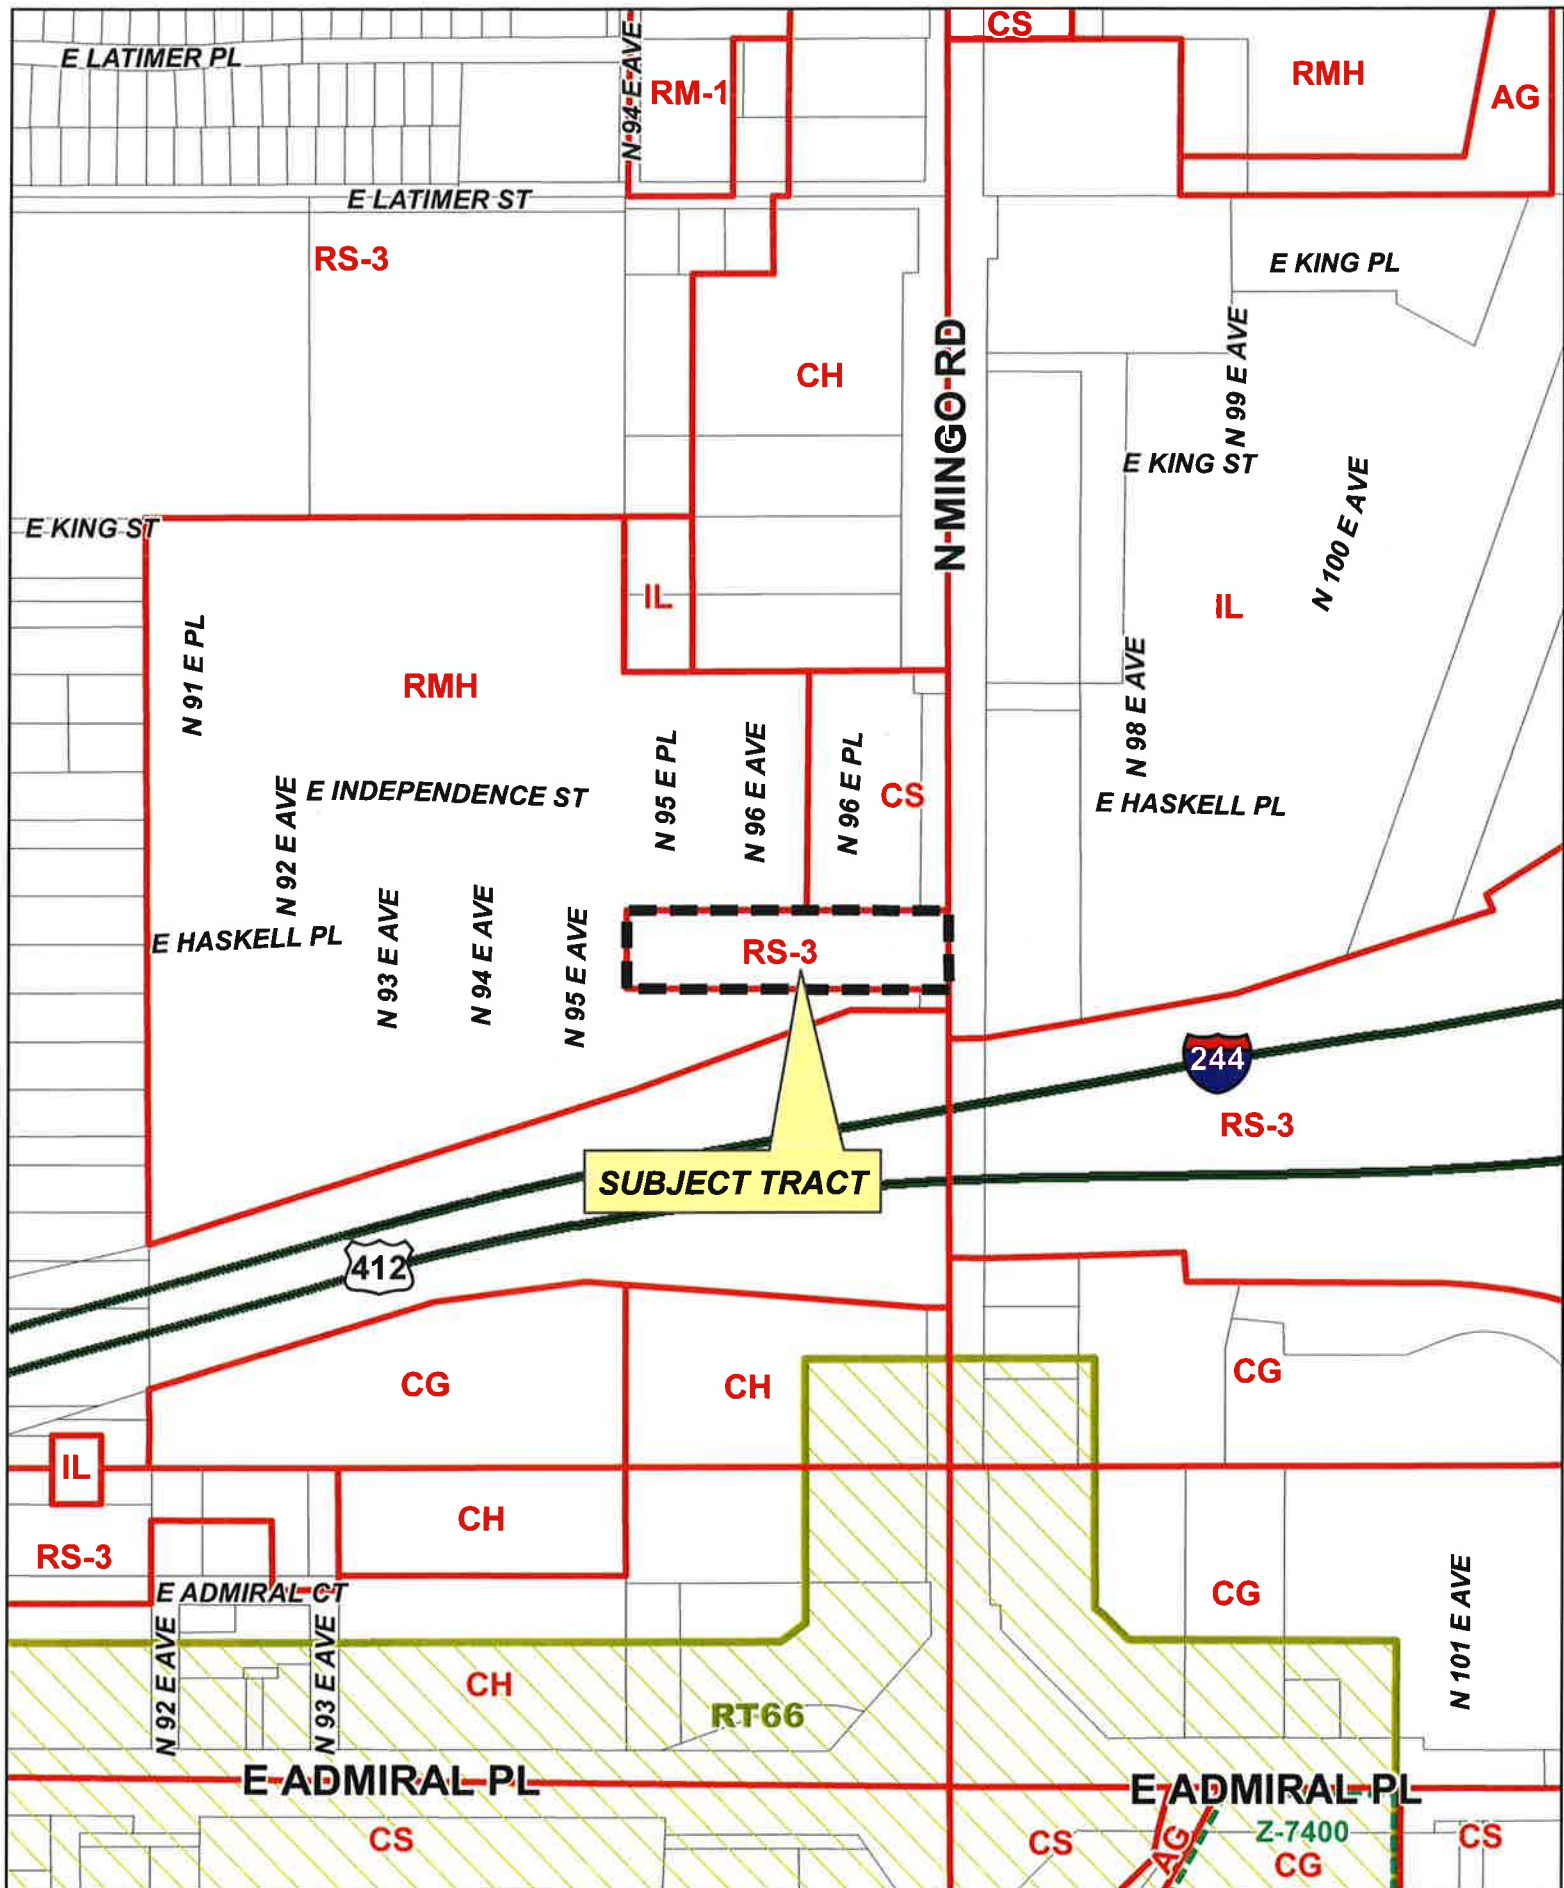 CS
E LATIMER PL
N 94 E AVE
RM-1
RMH
AG
E LATIMER ST
RS-3
E KING PL
N MINGO RD
N 99 E AVE
CH
E KING ST
N 100 E AVE
E KING ST
IL
IL
N 91 E PL
RMH
N 98 E AVE
N 95 E PL
N 96 E AVE
N 96 E PL
CS
E INDEPENDENCE ST
N 92 E AVE
E HASKELL PL
E HASKELL PL
N 93 E AVE
N 94 E AVE
N 95 E AVE
RS-3
244
RS-3
SUBJECT TRACT
412
CG
CH
CG
IL
CH
RS-3
E ADMIRAL CT
CG
N 101 E AVE
N 92 E AVE
N 93 E AVE
CH
RT66
E ADMIRAL PL
E ADMIRAL PL
CS
CS
AG
Z-7400
CG
CS